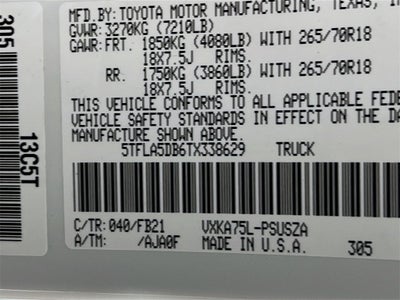 MFD.BY:TOYOTA MOTOR MANUFACTURING, TEXAS,
GVWR: 3270KG (7210LB)
GAWR:FRT. 1850KG (4080LB) WITH 265/70R18
18X7.5J RIMS.
RR. 1750KG (3860LB) WITH 265/70R18
18X7.5J RIMS.
THIS VEHICLE CONFORMS TO ALL APPLICABLE
VEHICLE SAFETY STANDARDS IN EFFECT ON THE
MANUFACTURE SHOWN ABOVE.
5TFLA5DB6TX338629 TRUCK
C/TR: 040/FB21 VXKA75L-PSUSZA
A/TM: /AJA0F MADE IN U.S.A. 305
305
13C5T